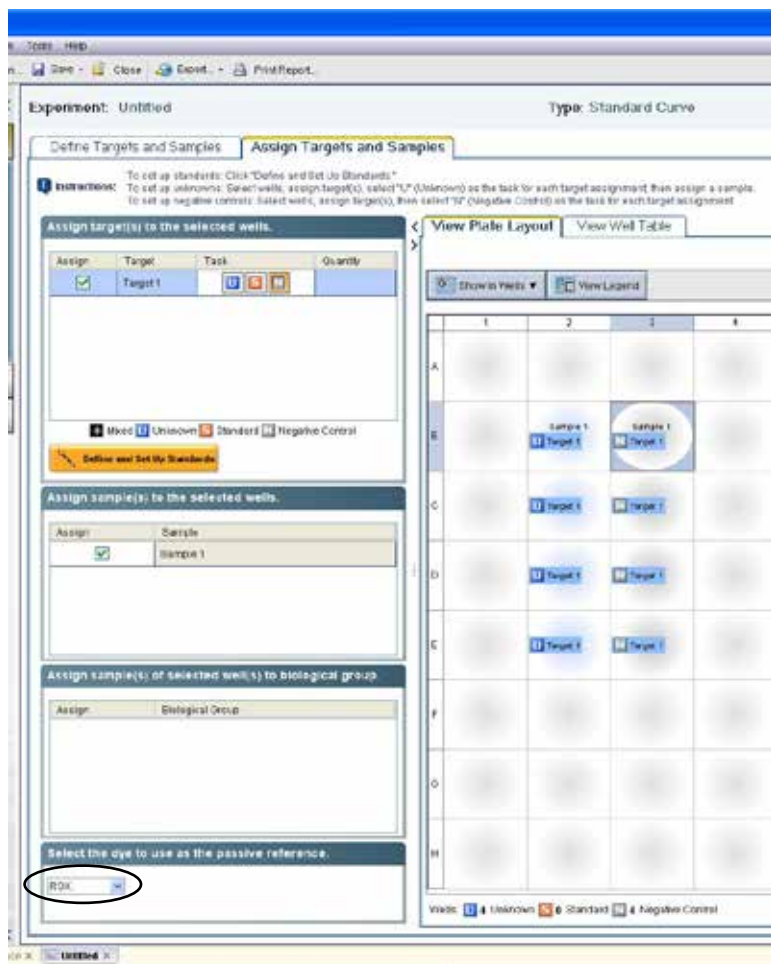 Tools Help
Save Close Export... Print Report...
Experiment: Untitled Type: Standard Curve
Define Targets and Samples Assign Targets and Samples
Instructions: To set up standards: Click "Define and Set Up Standards."
To set up unknowns: Select wells, assign target(s), select "U" (Unknown) as the task for each target assignment, then assign a sample.
To set up negative controls: Select wells, assign target(s), then select "N" (Negative Control) as the task for each target assignment
Assign target(s) to the selected wells.
Assign Target Task Quantity
Target 1 U S N
Mixed U Unknown S Standard N Negative Control
Define and Set Up Standards
Assign sample(s) to the selected wells.
Assign Sample
Sample 1
Assign sample(s) of selected well(s) to biological group
Assign Biological Group
Select the dye to use as the passive reference.
ROX
View Plate Layout View Well Table
Show in Wells View Legend
1 2 3 4
A
B
Sample 1 Sample 1
U Target 1 N Target 1
C U Target 1 N Target 1
D U Target 1 N Target 1
E U Target 1 N Target 1
F
G
H
Wells: U 4 Unknown S 0 Standard N 4 Negative Control
Untitled